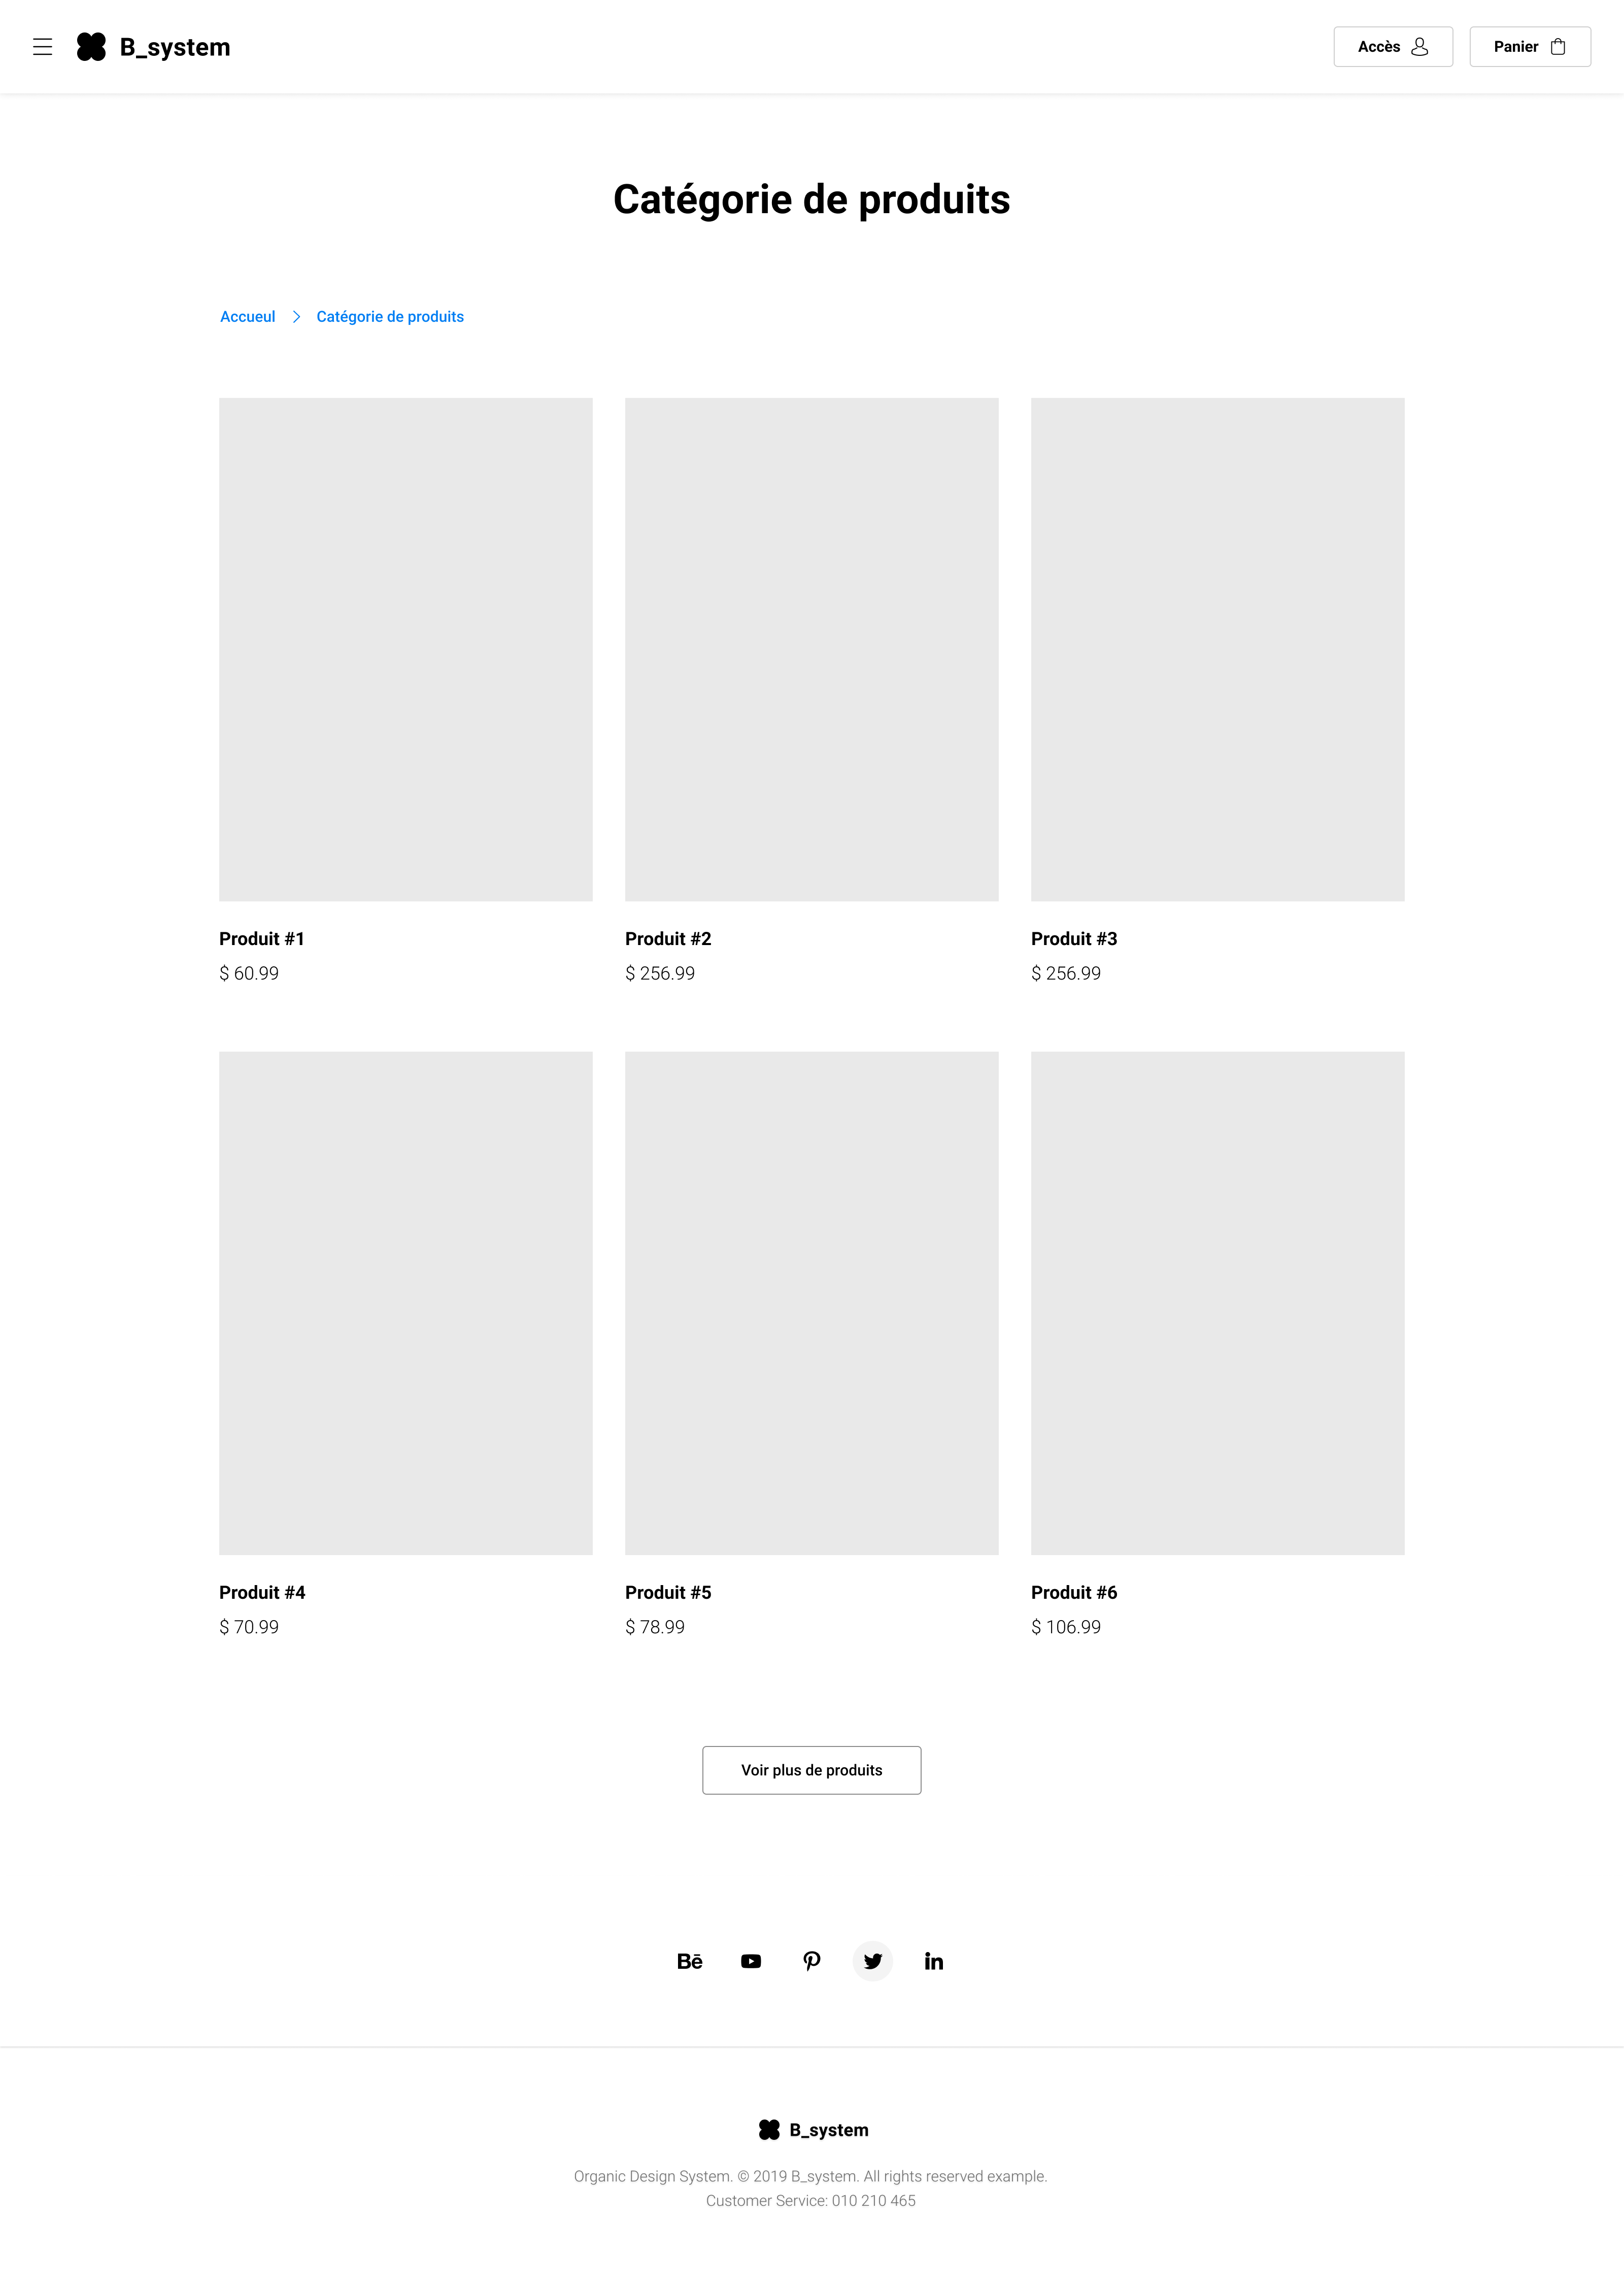 B_system
Accès
Panier
Catégorie de produits
Accueul
Catégorie de produits
Produit #1
$ 60.99
Produit #2
$ 256.99
Produit #3
$ 256.99
Produit #4
$ 70.99
Produit #5
$ 78.99
Produit #6
$ 106.99
Voir plus de produits
Bē
in
B_system
Organic Design System. © 2019 B_system. All rights reserved example.
Customer Service: 010 210 465